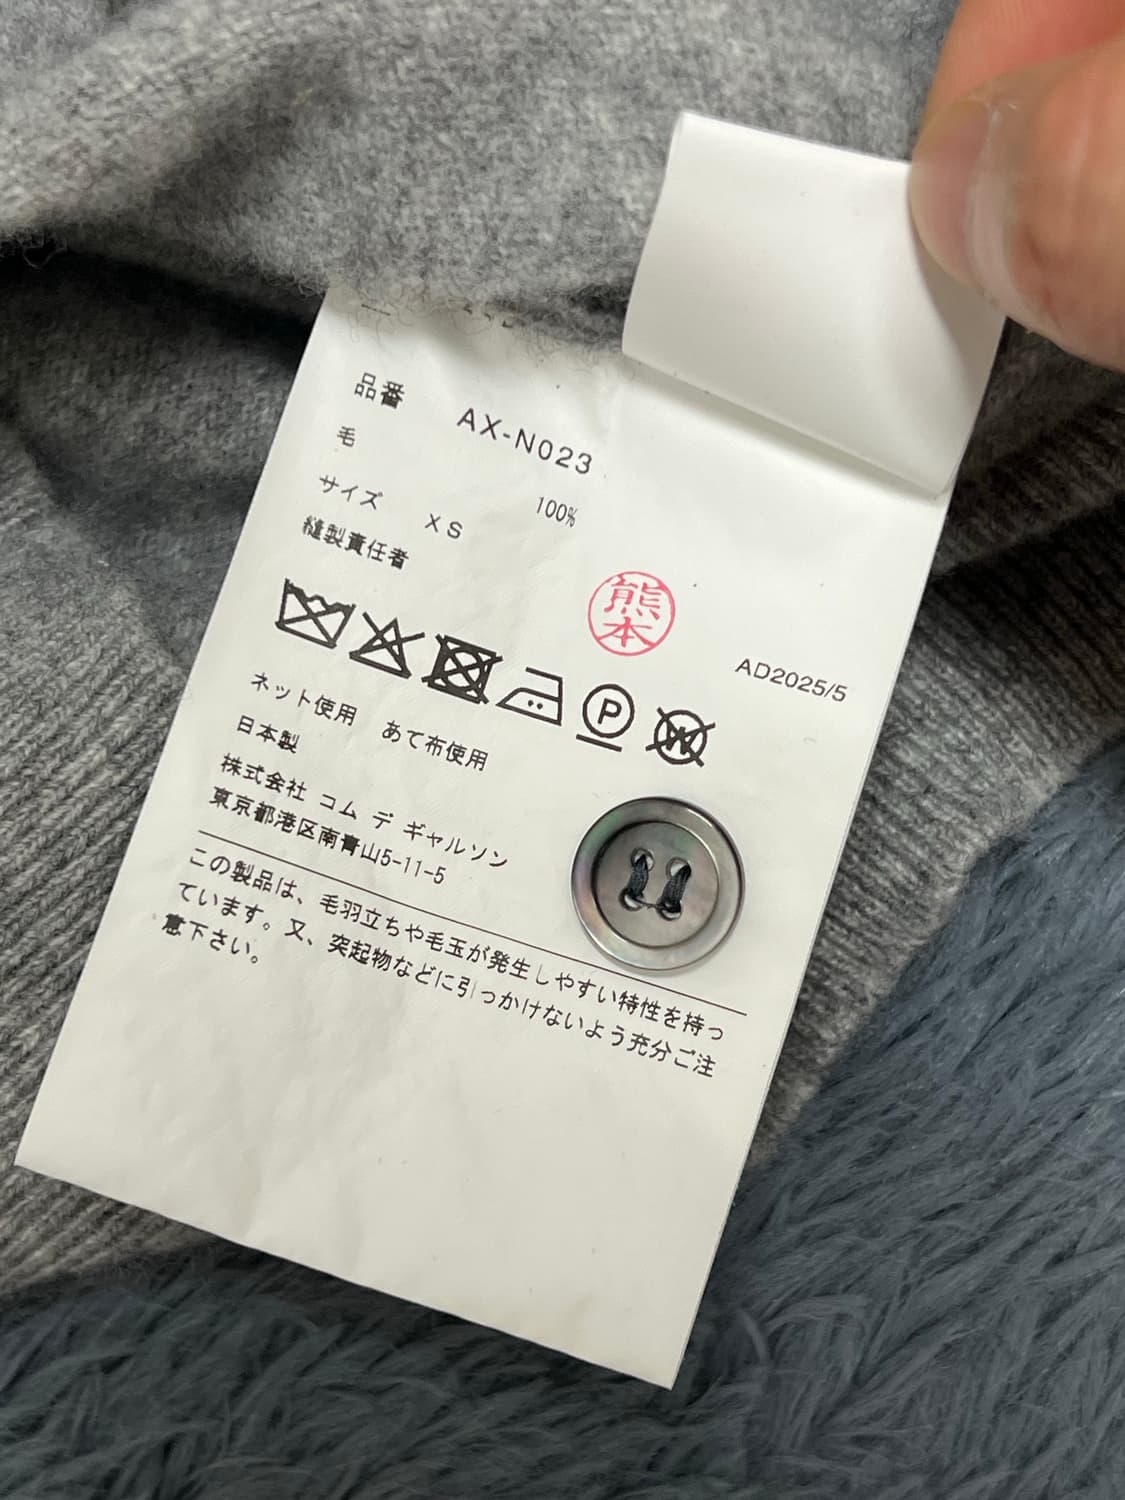 品番 AX-N023
毛 100%
サイズ XS
縫製責任者
熊本
AD2025/5
P
W
ネット使用 あて布使用
日本製
株式会社 コム デ ギャルソン
東京都港区南青山5-11-5
この製品は、毛羽立ちや毛玉が発生しやすい特性を持っ
ています。又、突起物などに引っかけないよう充分ご注
意下さい。